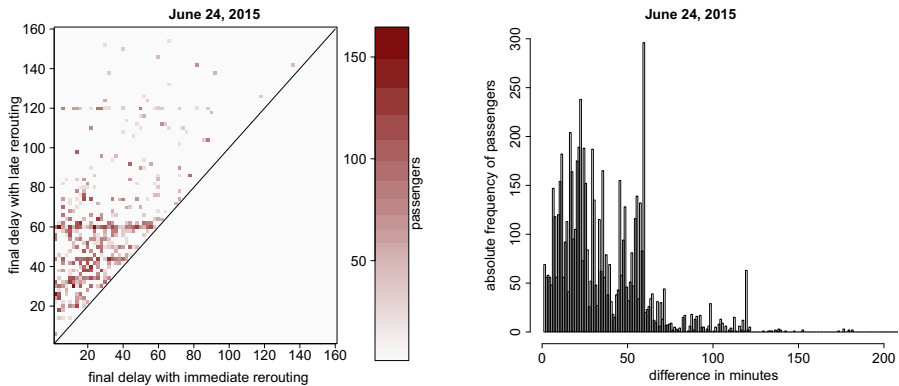 June 24, 2015
160
140
120
100
80
60
40
20
20 40 60 80 100 120 140 160
final delay with late rerouting
final delay with immediate rerouting
150
100
50
passengers
June 24, 2015
300
250
200
150
100
50
0
0 50 100 150 200
absolute frequency of passengers
difference in minutes